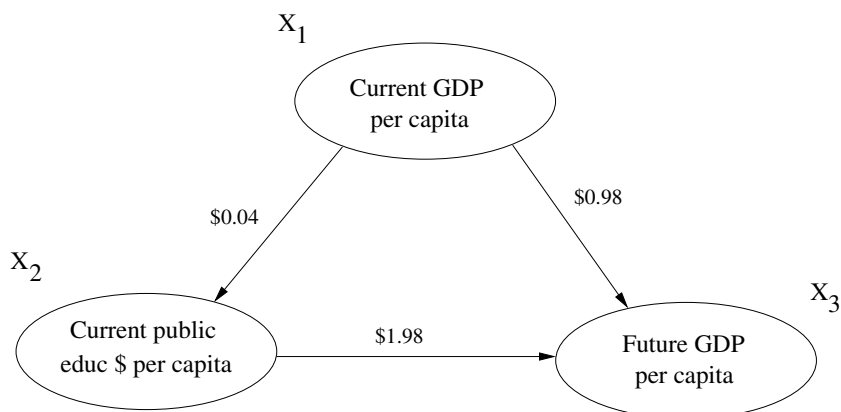 X1
Current GDP
per capita
$0.04
$0.98
X2
X3
Current public
educ $ per capita
$1.98
Future GDP
per capita